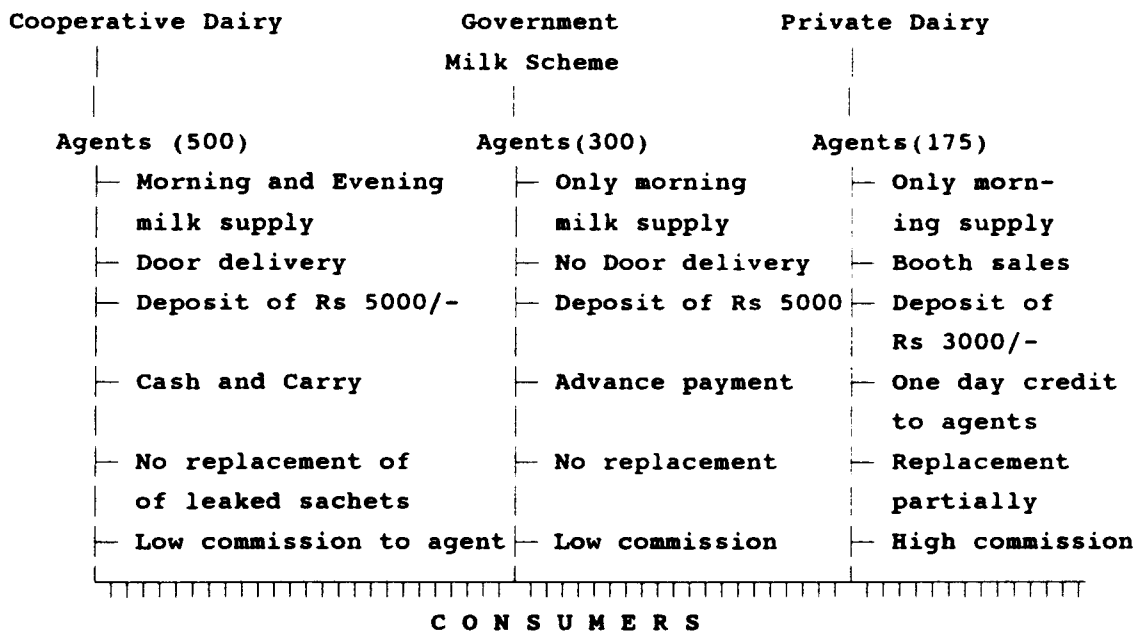 Cooperative Dairy Government Private Dairy
Milk Scheme
Agents (500) Agents(300) Agents(175)
Morning and Evening Only morning Only morn-
milk supply milk supply ing supply
Door delivery No Door delivery Booth sales
Deposit of Rs 5000/- Deposit of Rs 5000 Deposit of
Rs 3000/-
Cash and Carry Advance payment One day credit
to agents
No replacement of No replacement Replacement
of leaked sachets partially
Low commission to agent Low commission High commission
C O N S U M E R S